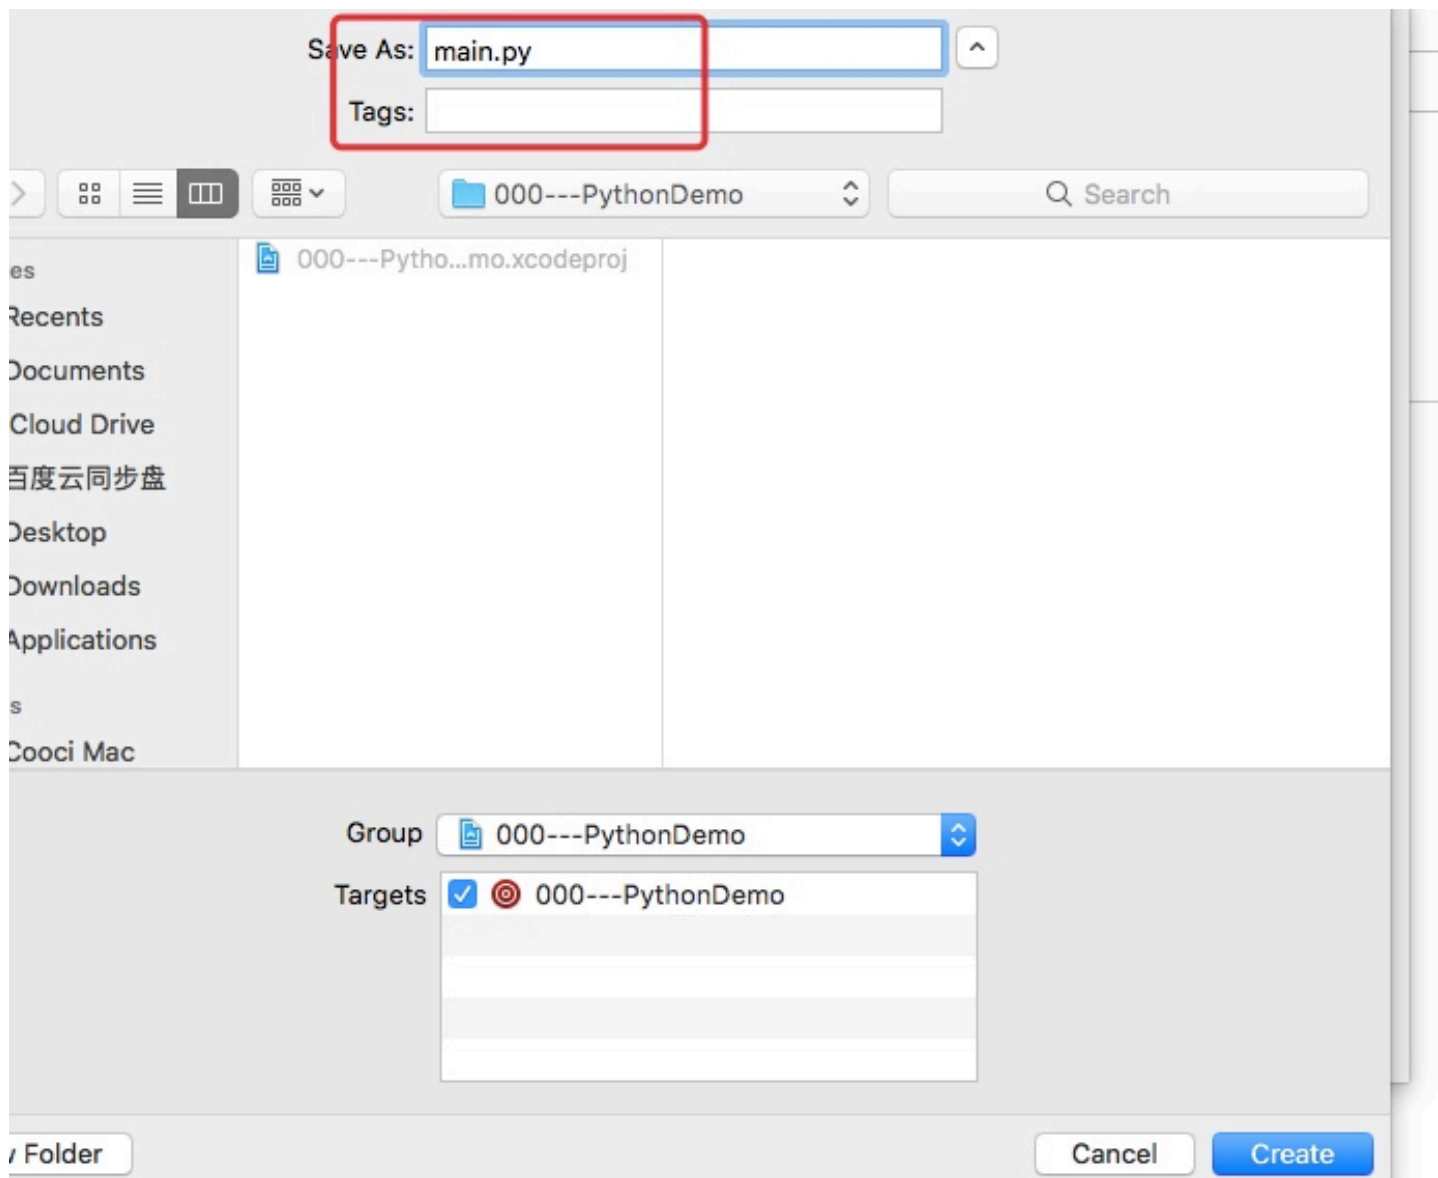 Save As: main.py
Tags:
000---PythonDemo
Search
es
Recents
Documents
Cloud Drive
百度云同步盘
Desktop
Downloads
Applications
s
Cooci Mac
000---Pytho...mo.xcodeproj
Group 000---PythonDemo
Targets 000---PythonDemo
w Folder
Cancel
Create